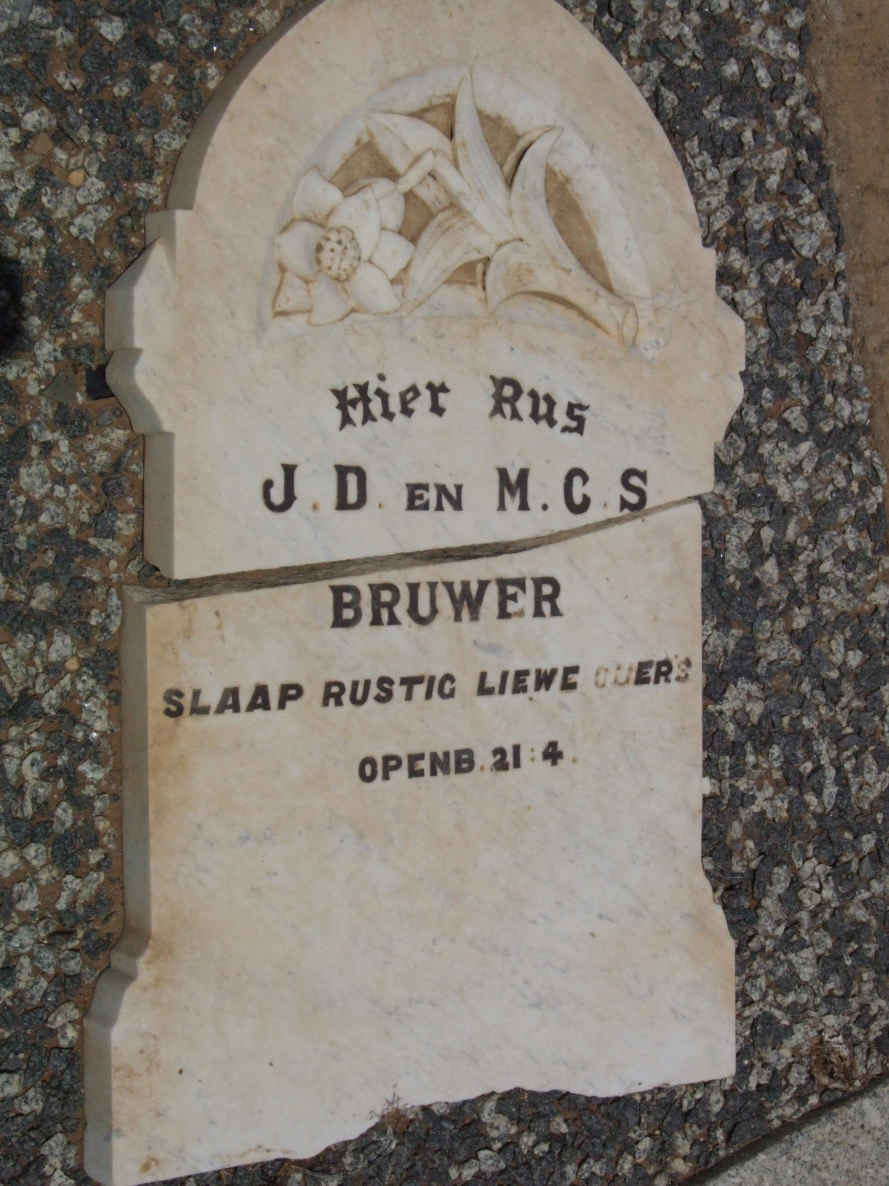 Hier Rus
J.D. EN M.C.S
BRUWER
SLAAP RUSTIG LIEWE OUERS
OPENB. 21:4.